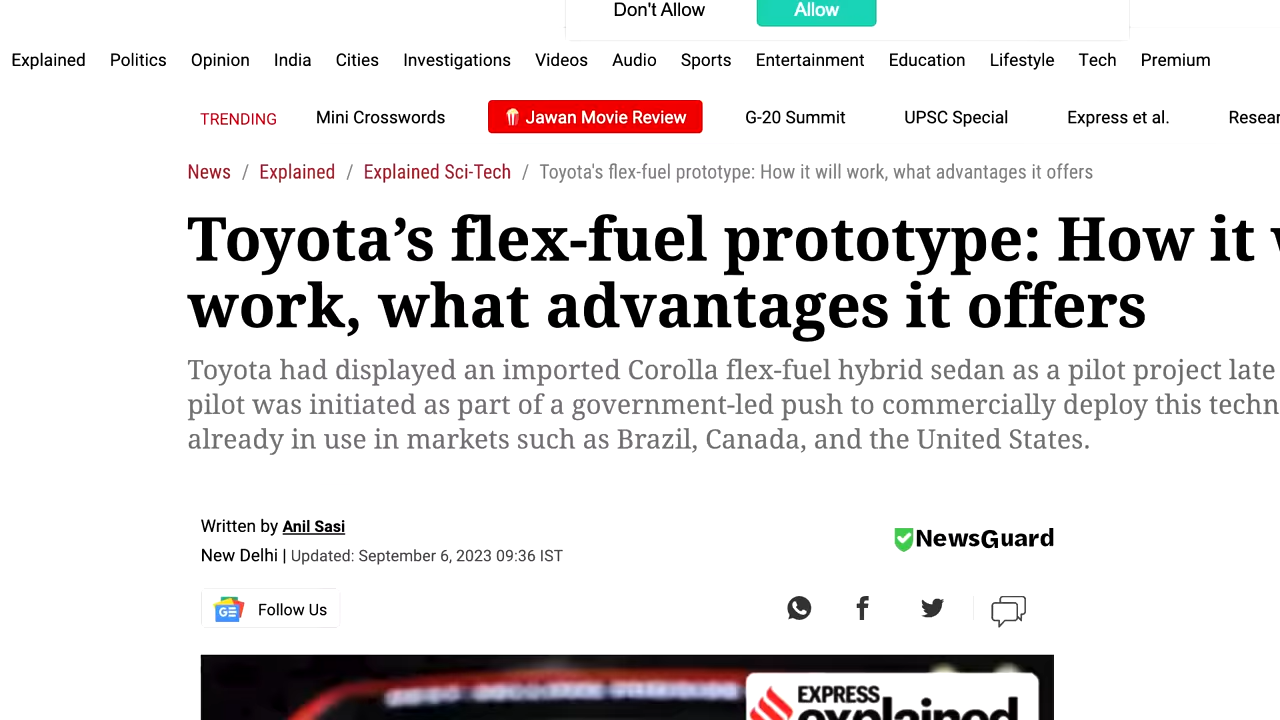 Don't Allow Allow
Explained Politics Opinion India Cities Investigations Videos Audio Sports Entertainment Education Lifestyle Tech Premium
TRENDING Mini Crosswords Jawan Movie Review G-20 Summit UPSC Special Express et al.
News / Explained / Explained Sci-Tech / Toyota's flex-fuel prototype: How it will work, what advantages it offers
Toyota’s flex-fuel prototype: How it
work, what advantages it offers
Toyota had displayed an imported Corolla flex-fuel hybrid sedan as a pilot project late
pilot was initiated as part of a government-led push to commercially deploy this
already in use in markets such as Brazil, Canada, and the United States.
Written by Anil Sasi
NewsGuard
New Delhi | Updated: September 6, 2023 09:36 IST
GE Follow Us
EXPRESS
explained